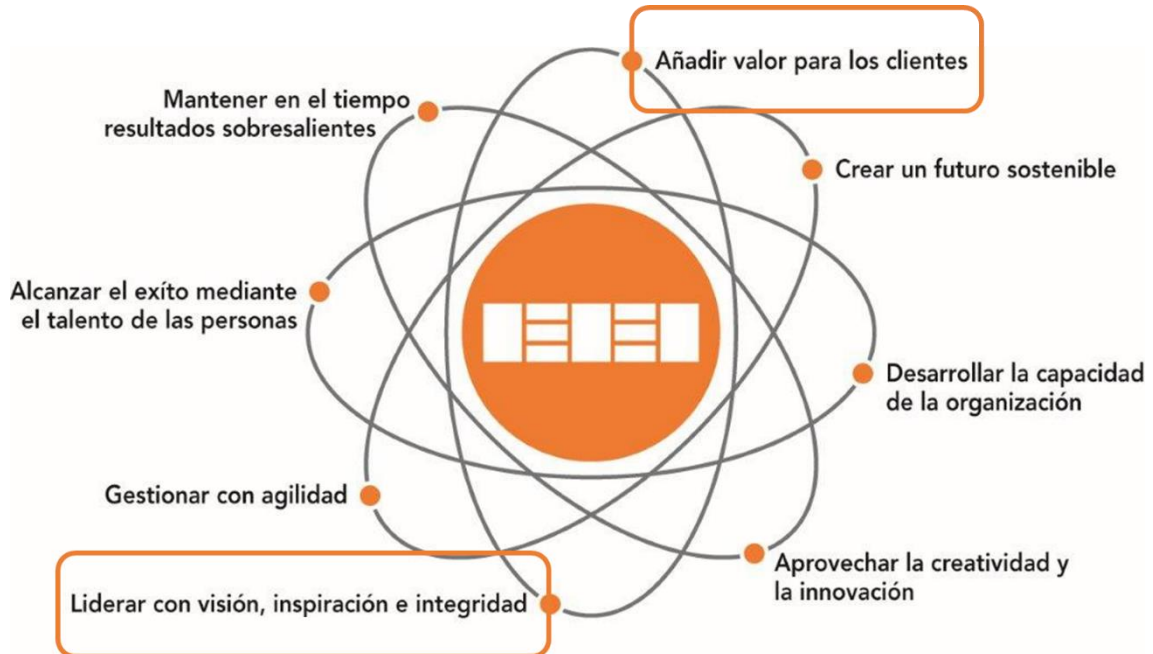 Añadir valor para los clientes
Mantener en el tiempo
resultados sobresalientes
Crear un futuro sostenible
Alcanzar el exíto mediante
el talento de las personas
Desarrollar la capacidad
de la organización
Gestionar con agilidad
Aprovechar la creatividad y
la innovación
Liderar con visión, inspiración e integridad